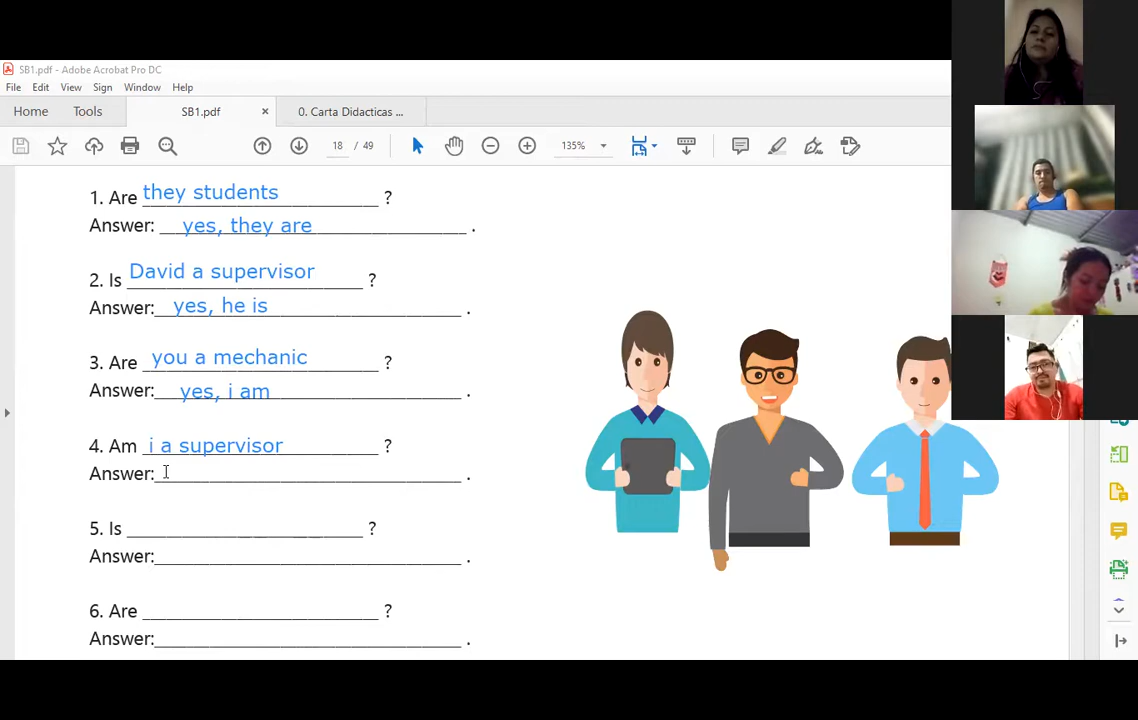 SB1.pdf - Adobe Acrobat Pro DC
File Edit View Sign Window Help
Home Tools SB1.pdf × 0. Carta Didacticas ...
18 / 49 135%
1. Are they students ?
Answer: yes, they are .
2. Is David a supervisor ?
Answer: yes, he is .
3. Are you a mechanic ?
Answer: yes, i am .
4. Am i a supervisor ?
Answer: .
5. Is ?
Answer: .
6. Are ?
Answer: .